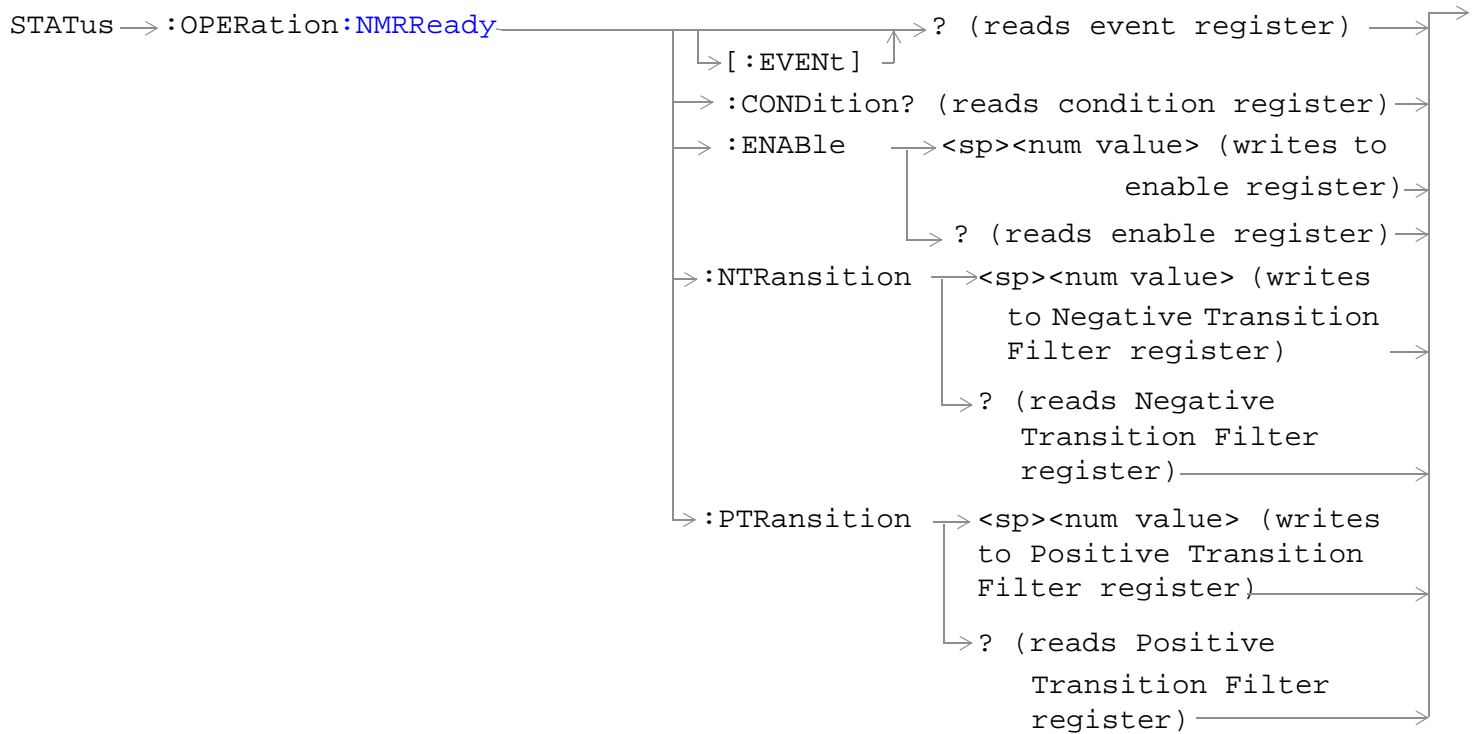 STATus :OPERation:NMRReady ? (reads event register)
[:EVENt]
:CONDition? (reads condition register)
:ENABle <sp><num value> (writes to
enable register)
? (reads enable register)
:NTRansition <sp><num value> (writes
to Negative Transition
Filter register)
? (reads Negative
Transition Filter
register)
:PTRansition <sp><num value> (writes
to Positive Transition
Filter register)
? (reads Positive
Transition Filter
register)